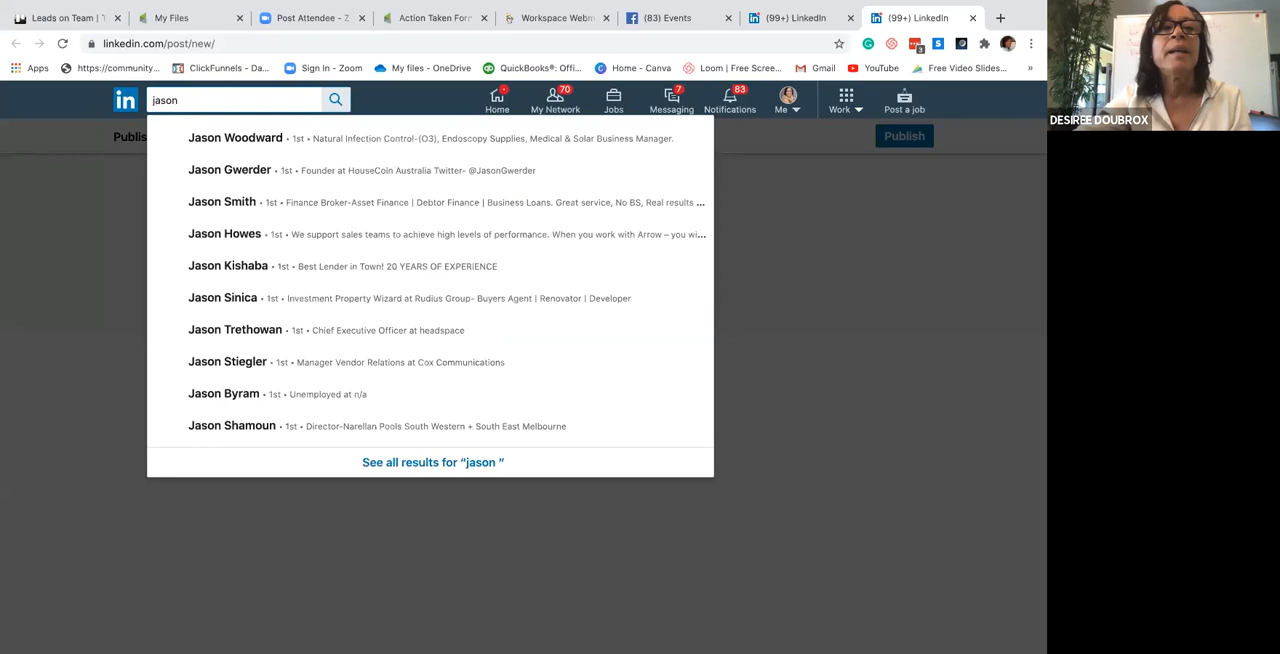 Leads on Team | T
My Files
Post Attendee - Z
Action Taken Form
Workspace Webm
(83) Events
(99+) LinkedIn
(99+) LinkedIn
linkedin.com/post/new/
Apps
https://community...
ClickFunnels - Da...
Sign In - Zoom
My files - OneDrive
QuickBooks®: Offi...
Home - Canva
Loom | Free Scree...
Gmail
YouTube
Free Video Slides...
»
in
jason
Home
70
My Network
Jobs
7
Messaging
83
Notifications
Me
Work
Post a job
Publis
Publish
Jason Woodward • 1st • Natural Infection Control-(O3), Endoscopy Supplies, Medical & Solar Business Manager.
Jason Gwerder • 1st • Founder at HouseCoin Australia Twitter- @JasonGwerder
Jason Smith • 1st • Finance Broker-Asset Finance | Debtor Finance | Business Loans. Great service, No BS, Real results ...
Jason Howes • 1st • We support sales teams to achieve high levels of performance. When you work with Arrow – you wi...
Jason Kishaba • 1st • Best Lender in Town! 20 YEARS OF EXPERIENCE
Jason Sinica • 1st • Investment Property Wizard at Rudius Group- Buyers Agent | Renovator | Developer
Jason Trethowan • 1st • Chief Executive Officer at headspace
Jason Stiegler • 1st • Manager Vendor Relations at Cox Communications
Jason Byram • 1st • Unemployed at n/a
Jason Shamoun • 1st • Director-Narellan Pools South Western + South East Melbourne
See all results for “jason ”
DESIREE DOUBROX